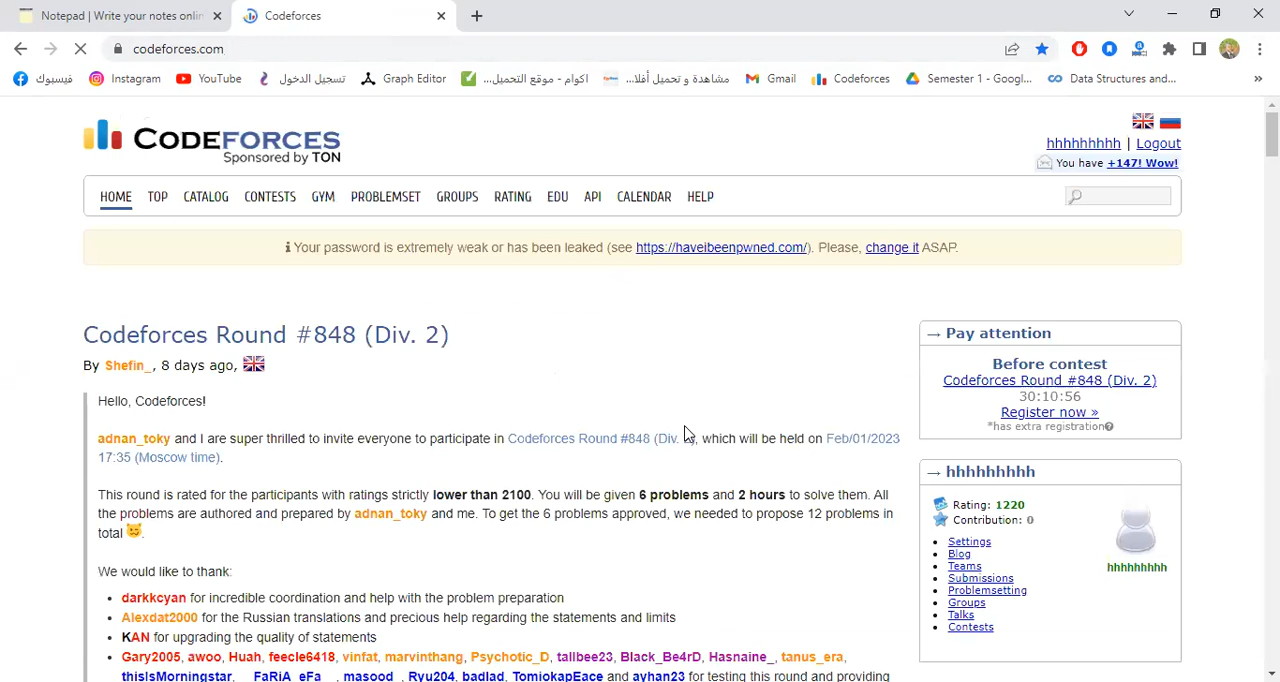 Notepad | Write your notes onlin
Codeforces
codeforces.com
فيسبوك
Instagram
YouTube
تسجيل الدخول
Graph Editor
اكوام - موقع التحميل...
مشاهدة و تحميل أفلا...
Gmail
Codeforces
Semester 1 - Googl...
Data Structures and...
»
CODEFORCES
Sponsored by TON
hhhhhhhhh | Logout
You have +147! Wow!
HOME TOP CATALOG CONTESTS GYM PROBLEMSET GROUPS RATING EDU API CALENDAR HELP
Your password is extremely weak or has been leaked (see https://haveibeenpwned.com/). Please, change it ASAP.
Codeforces Round #848 (Div. 2)
By Shefin_, 8 days ago,
Hello, Codeforces!
adnan_toky and I are super thrilled to invite everyone to participate in Codeforces Round #848 (Div. , which will be held on Feb/01/2023
17:35 (Moscow time).
This round is rated for the participants with ratings strictly lower than 2100. You will be given 6 problems and 2 hours to solve them. All
the problems are authored and prepared by adnan_toky and me. To get the 6 problems approved, we needed to propose 12 problems in
total .
We would like to thank:
• darkkcyan for incredible coordination and help with the problem preparation
• Alexdat2000 for the Russian translations and precious help regarding the statements and limits
• KAN for upgrading the quality of statements
• Gary2005, awoo, Huah, feecle6418, vinfat, marvinthang, Psychotic_D, tallbee23, Black_Be4rD, Hasnaine_, tanus_era,
thisIsMorningstar, __FaRiA_eFa__, masood_, Ryu204, badlad, TomiokapEace and ayhan23 for testing this round and providing
→ Pay attention
Before contest
Codeforces Round #848 (Div. 2)
30:10:56
Register now »
*has extra registration
→ hhhhhhhhh
Rating: 1220
Contribution: 0
• Settings
• Blog
• Teams
• Submissions
• Problemsetting
• Groups
• Talks
• Contests
hhhhhhhhh